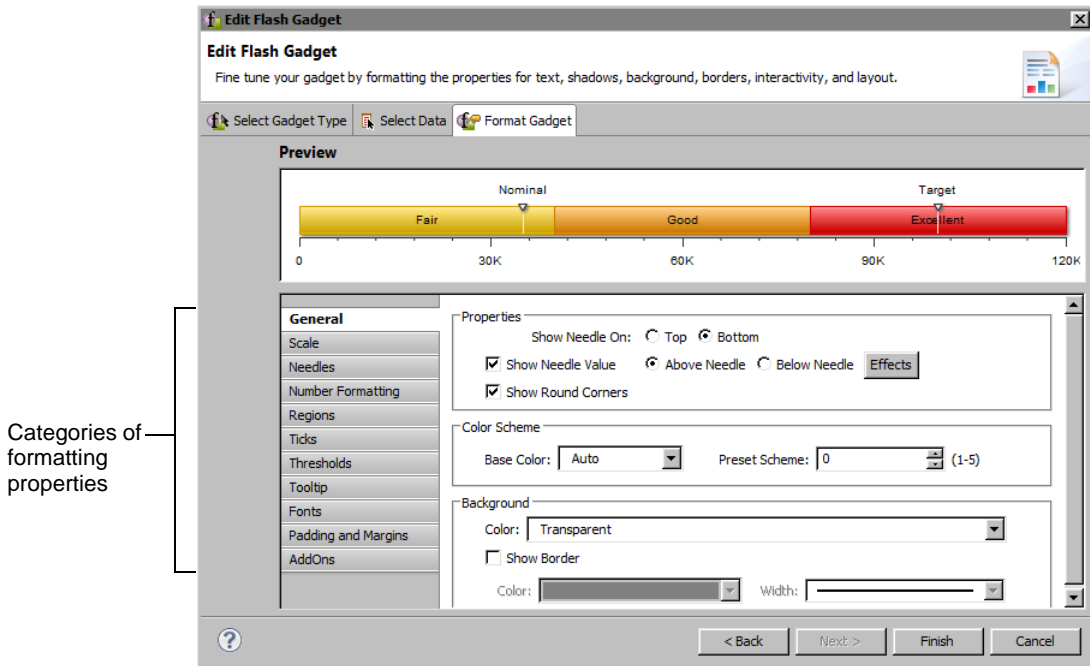 Edit Flash Gadget
Edit Flash Gadget
Fine tune your gadget by formatting the properties for text, shadows, background, borders, interactivity, and layout.
Select Gadget Type Select Data Format Gadget
Preview
Nominal Target
Fair Good Excellent
0 30K 60K 90K 120K
Categories of
formatting
properties
General
Scale
Needles
Number Formatting
Regions
Ticks
Thresholds
Tooltip
Fonts
Padding and Margins
AddOns
Properties
Show Needle On: Top Bottom
Show Needle Value Above Needle Below Needle Effects
Show Round Corners
Color Scheme
Base Color: Auto Preset Scheme: 0 (1-5)
Background
Color: Transparent
Show Border
Color: Width:
? < Back Next > Finish Cancel